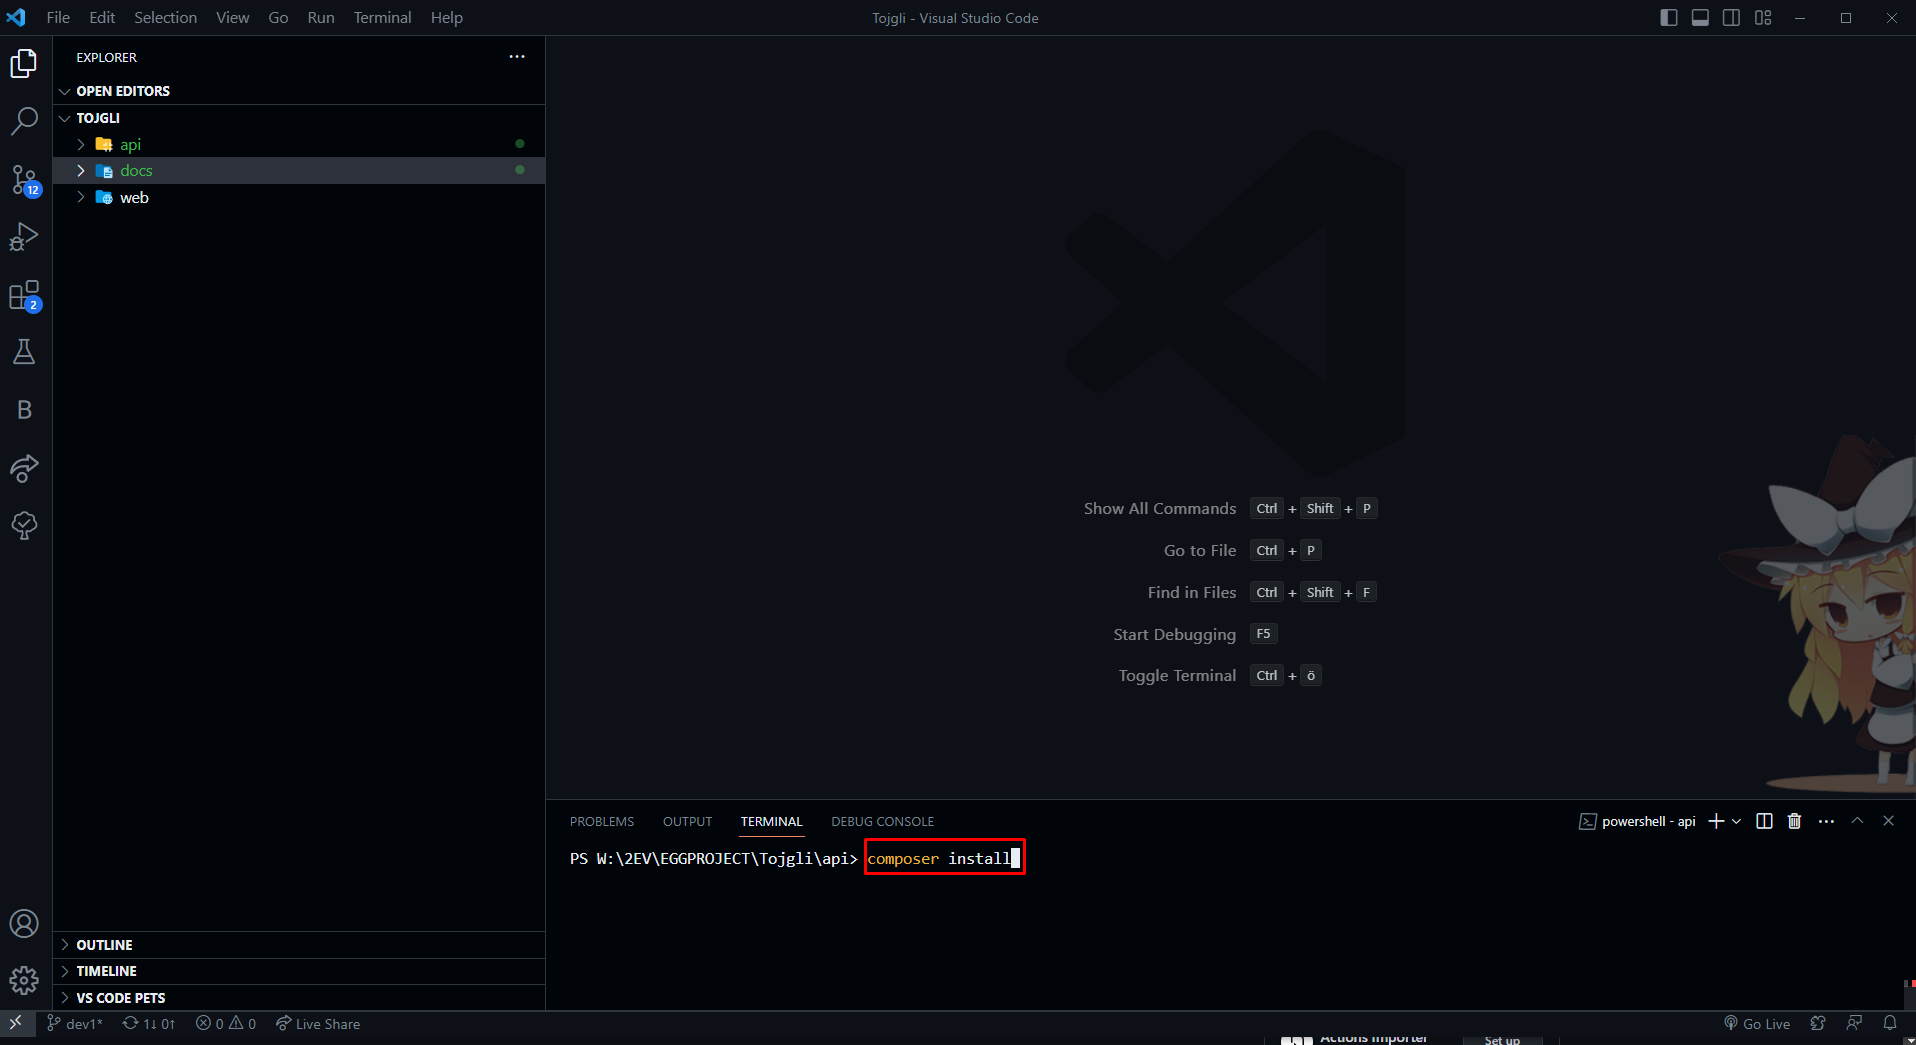 File Edit Selection View Go Run Terminal Help
Tojgli - Visual Studio Code
EXPLORER
OPEN EDITORS
TOJGLI
api
docs
web
12
2
B
Show All Commands Ctrl + Shift + P
Go to File Ctrl + P
Find in Files Ctrl + Shift + F
Start Debugging F5
Toggle Terminal Ctrl + ö
PROBLEMS OUTPUT TERMINAL DEBUG CONSOLE
powershell - api
PS W:\2EV\EGGPROJECT\Tojgli\api> composer install
OUTLINE
TIMELINE
VS CODE PETS
dev1* 1↓ 0↑ 0 0 Live Share
Go Live
Actions Importer
Set up